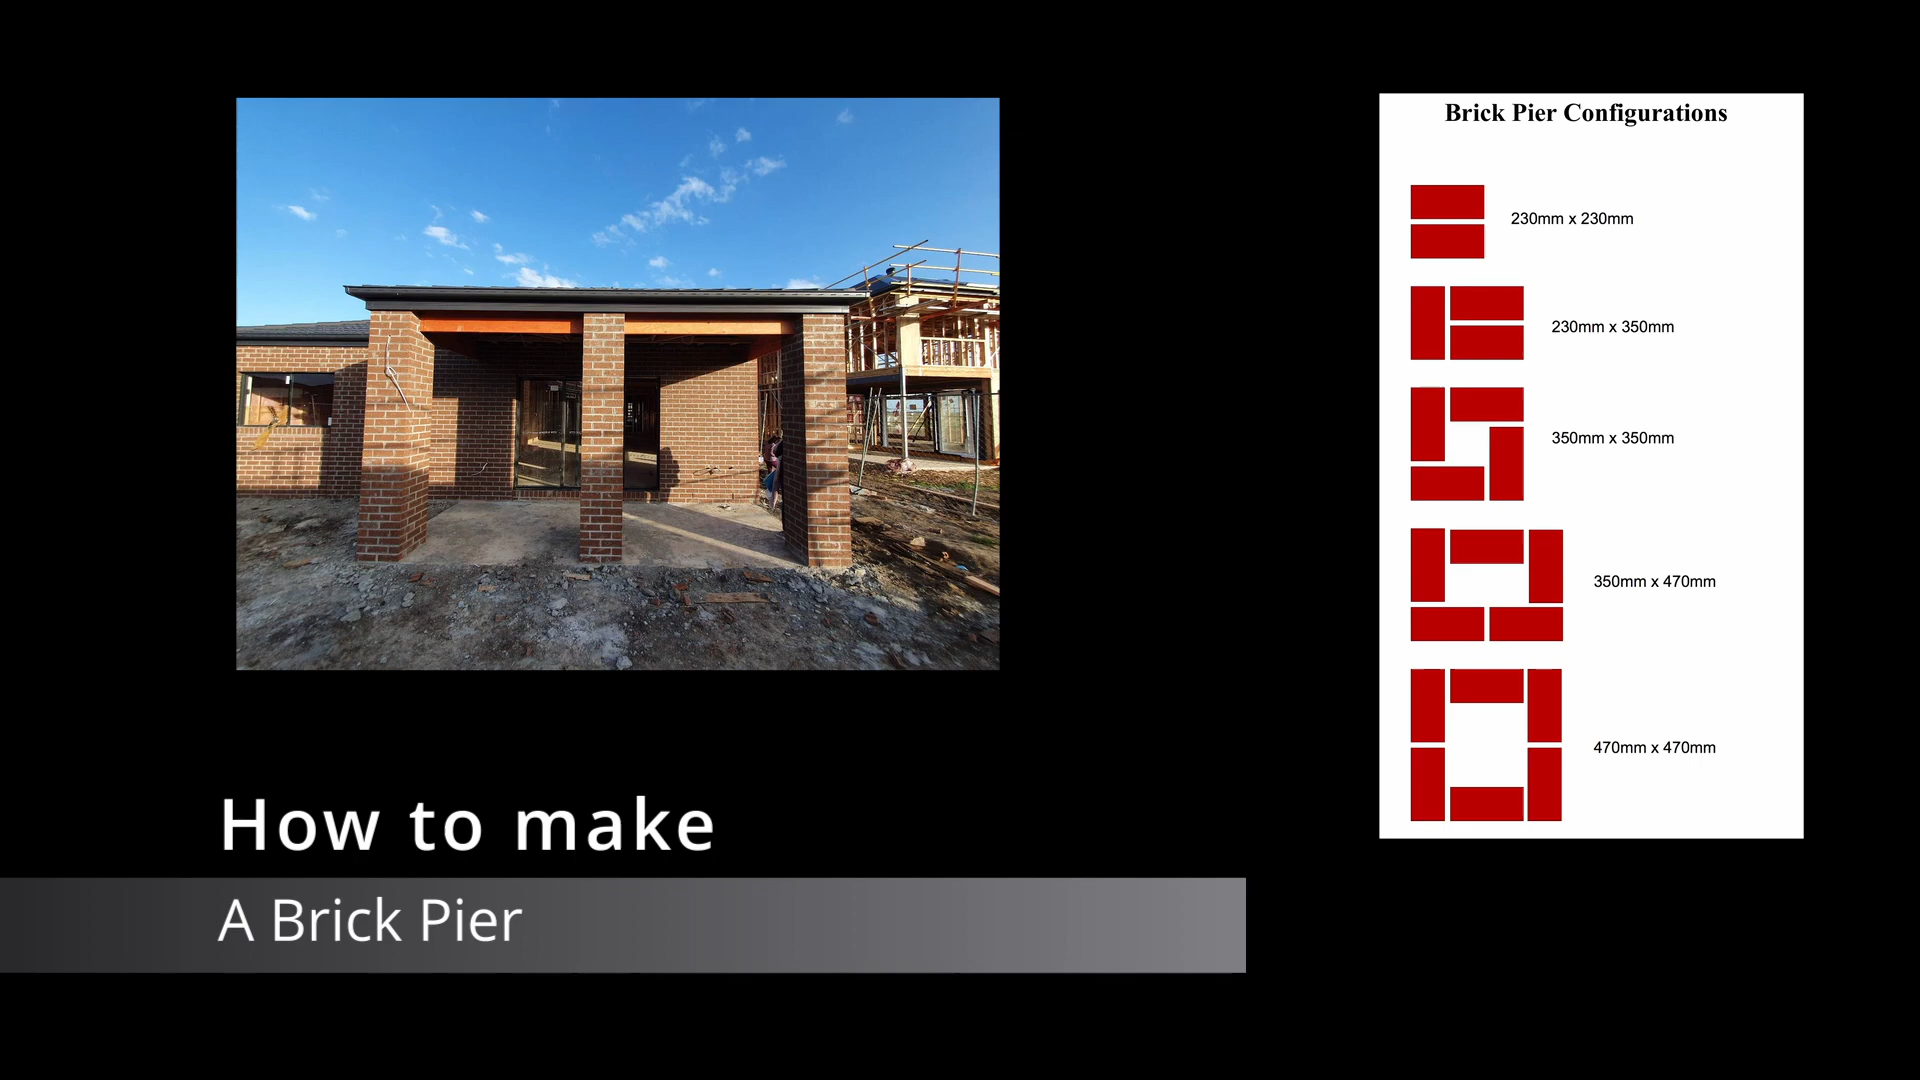 Brick Pier Configurations
230mm x 230mm
230mm x 350mm
350mm x 350mm
350mm x 470mm
470mm x 470mm
How to make
A Brick Pier